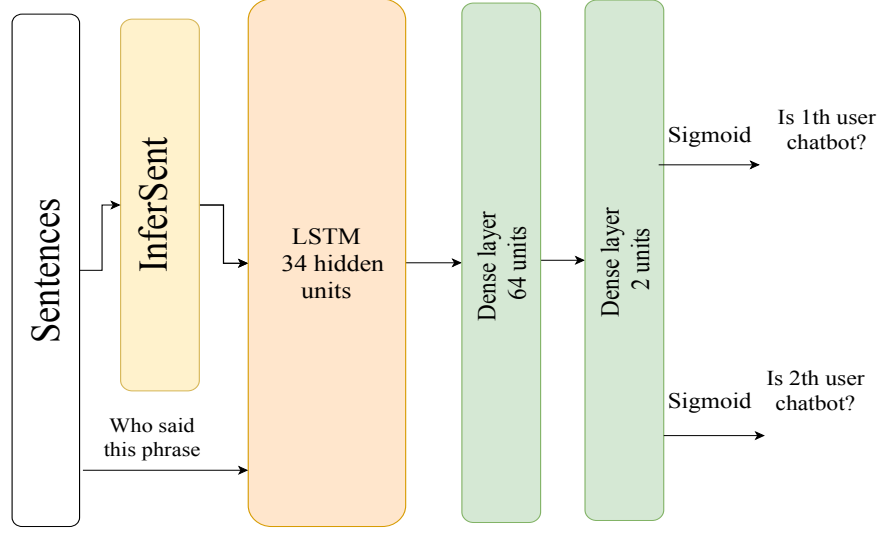 Sentences
InferSent
Who said
this phrase
LSTM
34 hidden
units
Dense layer
64 units
Dense layer
2 units
Sigmoid
Is 1th user
chatbot?
Sigmoid
Is 2th user
chatbot?